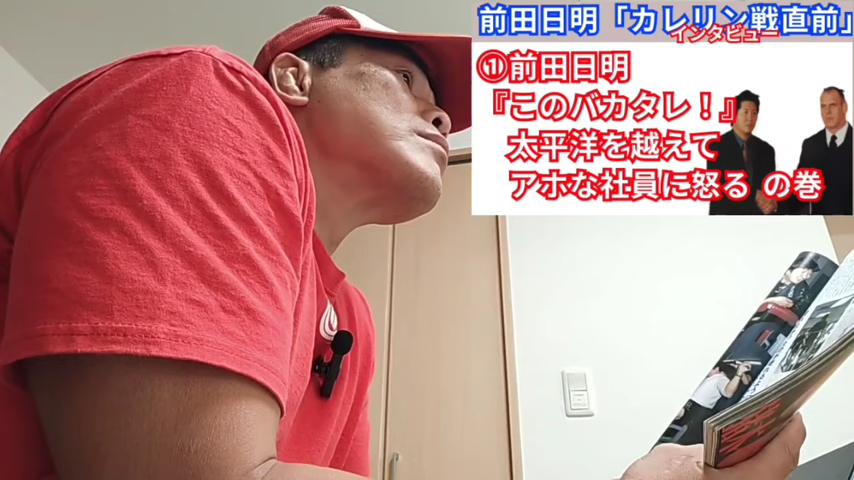 前田日明「カレリン戦直前」
インタビュー
①前田日明
『このバカタレ！』
太平洋を越えて
アホな社員に怒る の巻